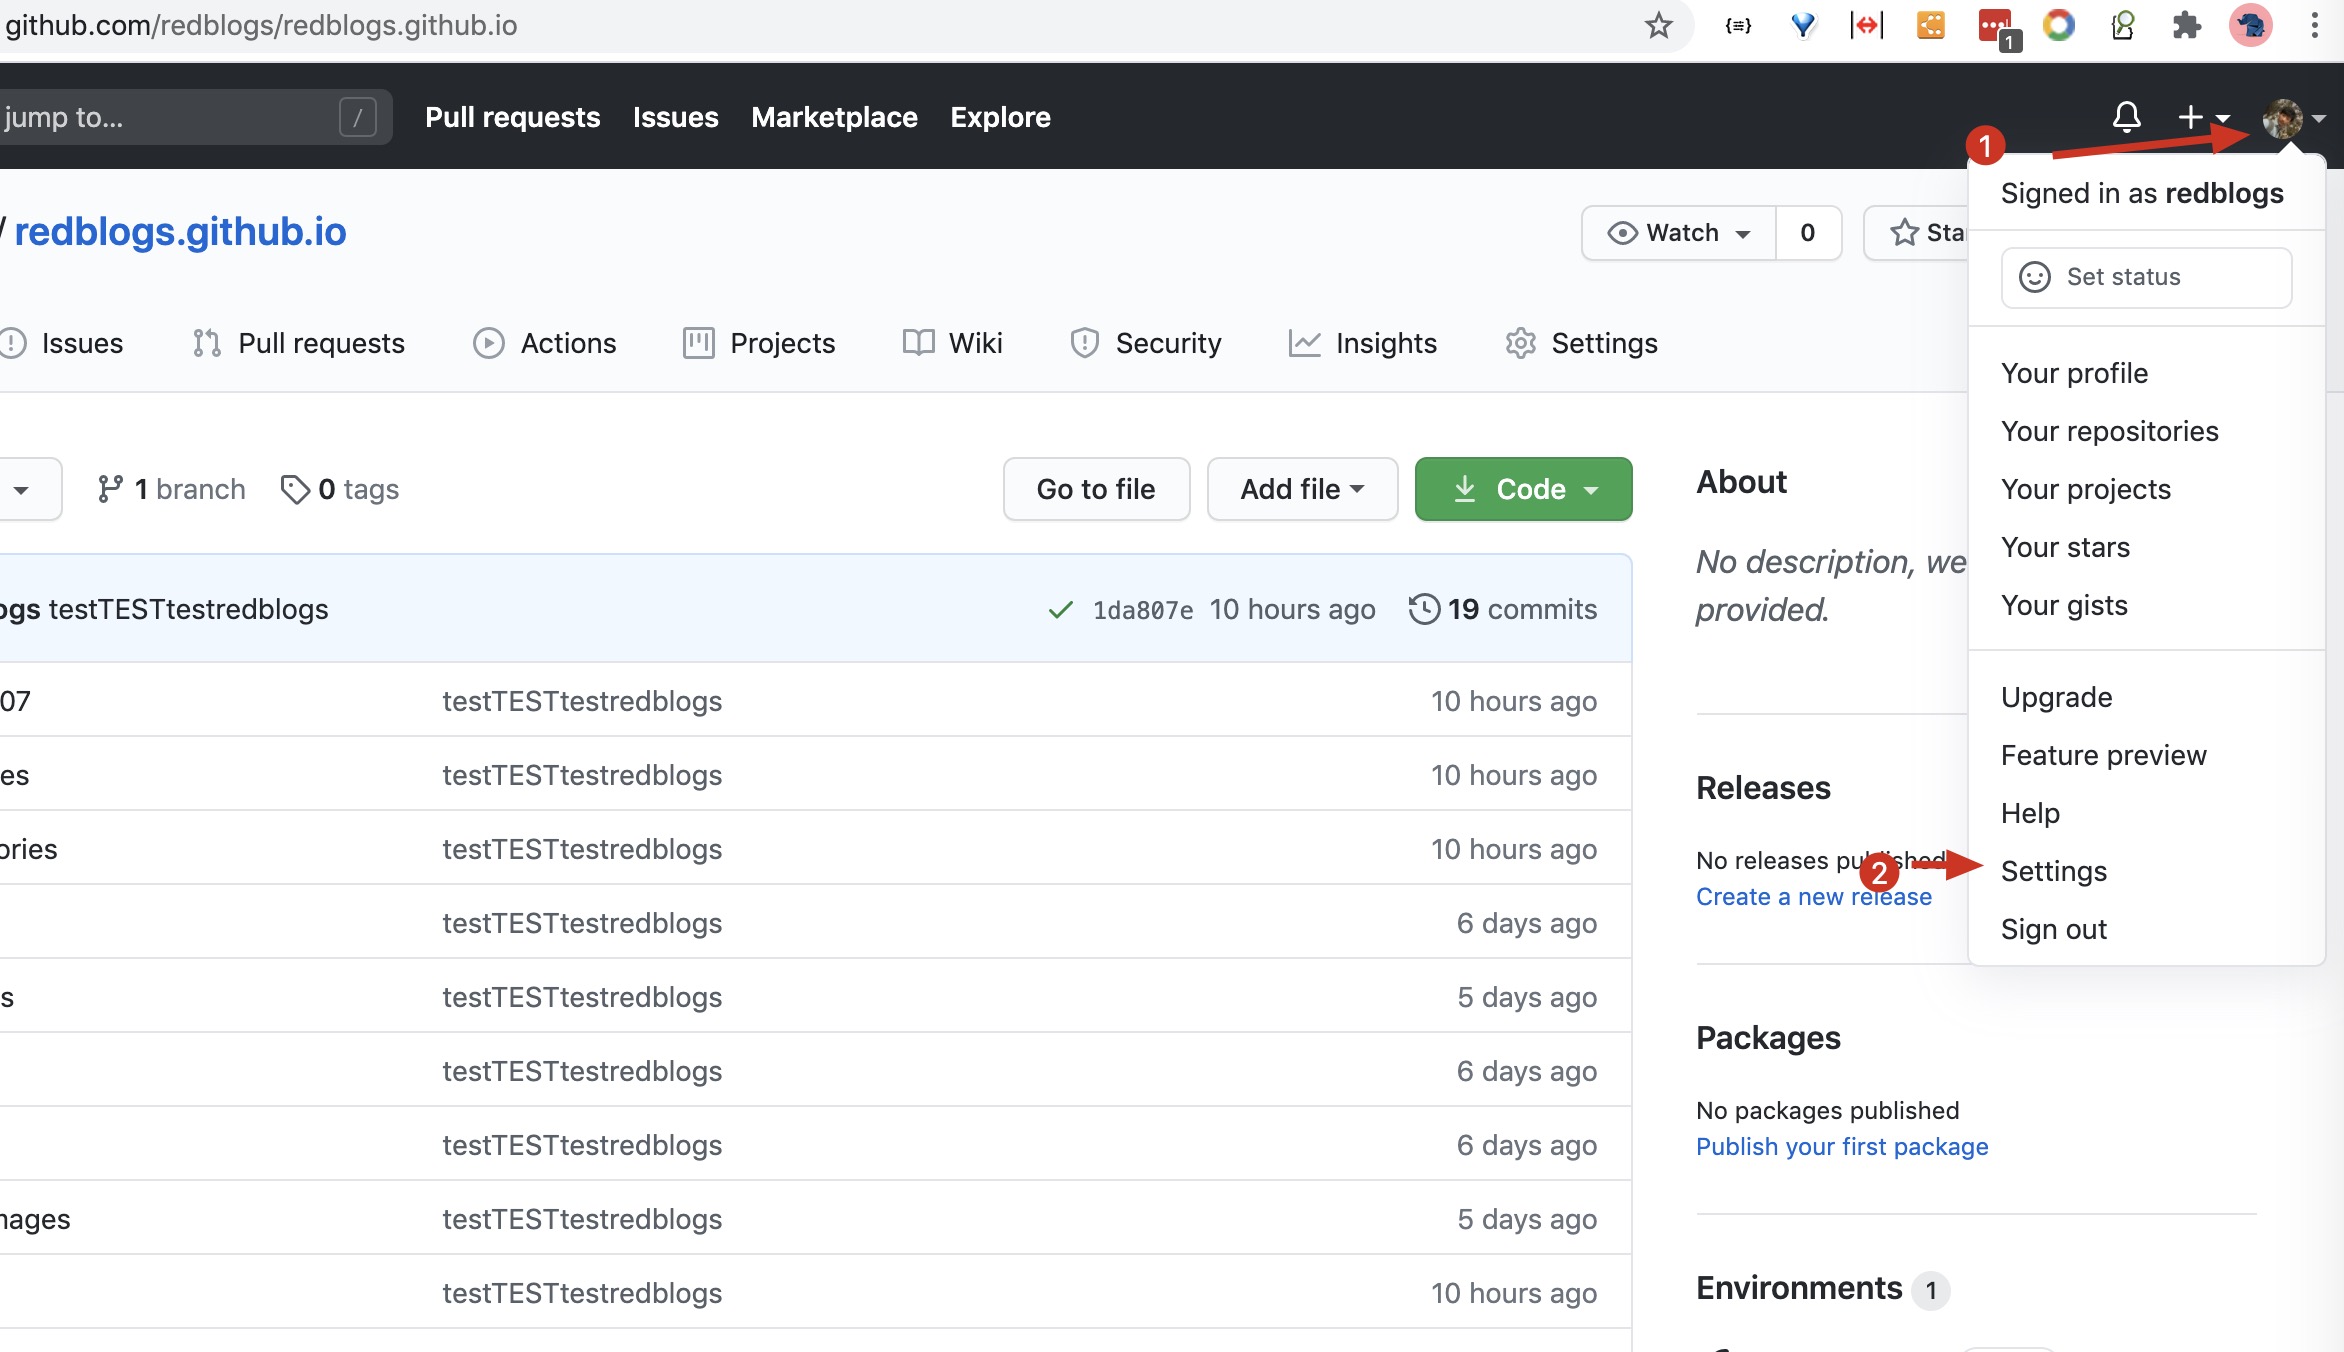 github.com/redblogs/redblogs.github.io
1
jump to...
/
Pull requests
Issues
Marketplace
Explore
1
Signed in as redblogs
/ redblogs.github.io
Watch
0
Set status
Issues
Pull requests
Actions
Projects
Wiki
Security
Insights
Settings
Your profile
Your repositories
Your projects
Your stars
Your gists
Upgrade
Feature preview
Help
2
Settings
Sign out
1 branch
0 tags
Go to file
Add file
Code
About
No description,
provided.
ogs testTESTtestredblogs
1da807e 10 hours ago
19 commits
07 testTESTtestredblogs 10 hours ago
es testTESTtestredblogs 10 hours ago
ories testTESTtestredblogs 10 hours ago
testTESTtestredblogs 6 days ago
s testTESTtestredblogs 5 days ago
testTESTtestredblogs 6 days ago
testTESTtestredblogs 6 days ago
mages testTESTtestredblogs 5 days ago
testTESTtestredblogs 10 hours ago
Releases
No releases published
Create a new release
Packages
No packages published
Publish your first package
Environments 1